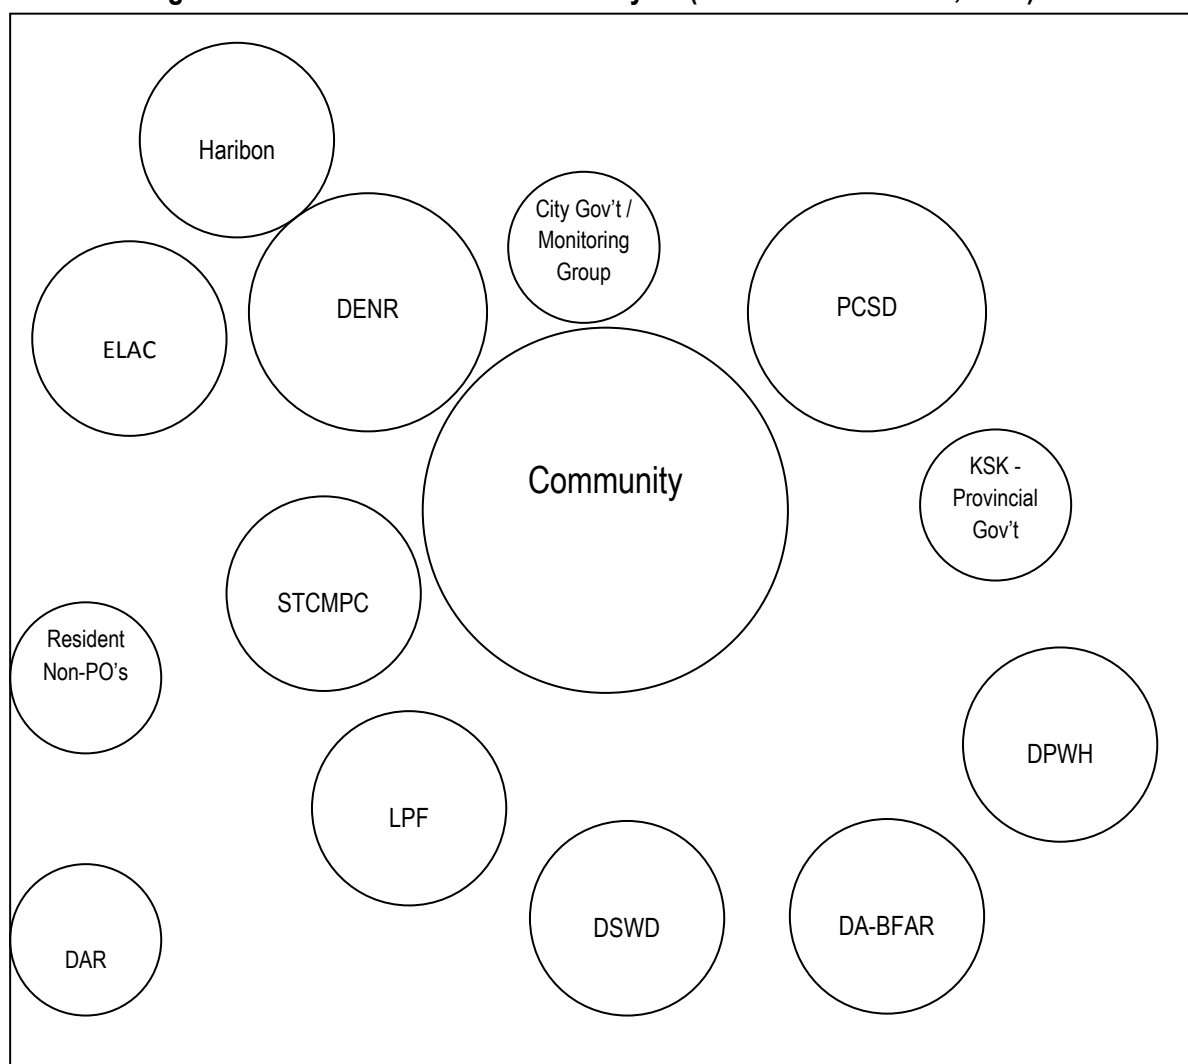 Haribon
City Gov't /
Monitoring
Group
DENR
PCSD
ELAC
KSK -
Provincial
Gov't
Community
STCMPC
Resident
Non-PO's
DPWH
LPF
DSWD
DA-BFAR
DAR